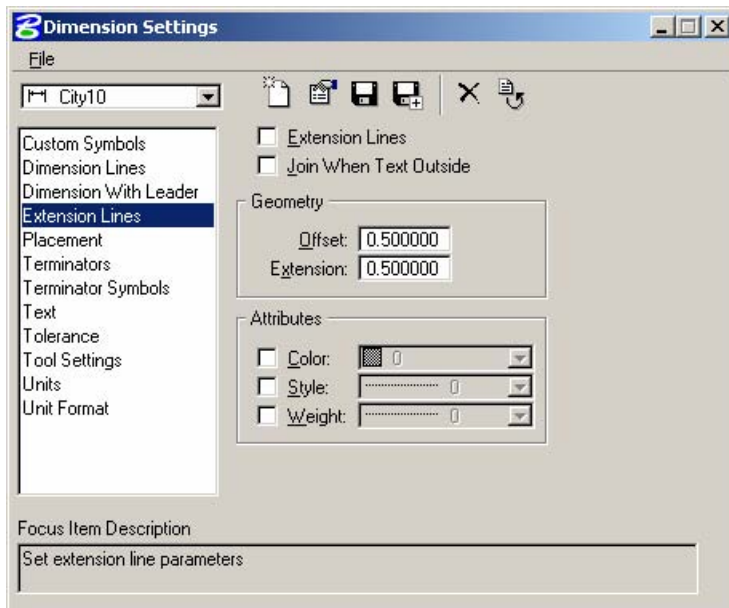 Dimension Settings
File
City10
Custom Symbols
Dimension Lines
Dimension With Leader
Extension Lines
Placement
Terminators
Terminator Symbols
Text
Tolerance
Tool Settings
Units
Unit Format
Extension Lines
Join When Text Outside
Geometry
Offset: 0.500000
Extension: 0.500000
Attributes
Color: 0
Style: 0
Weight: 0
Focus Item Description
Set extension line parameters